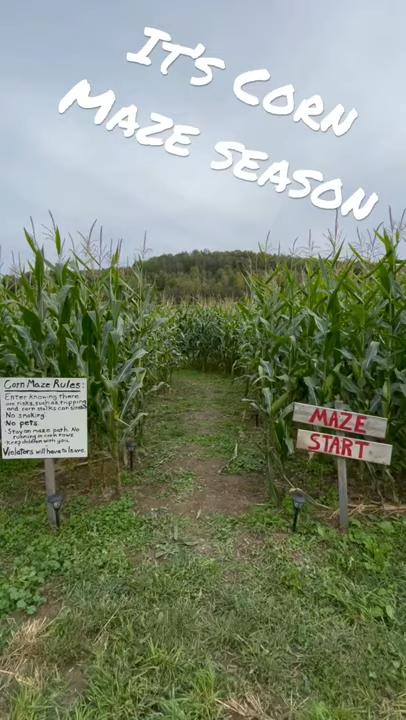 It's Corn
Maze season
Corn Maze Rules:
Enter knowing there
are risks, such as tripping
and corn stalks can
No smoking
No pets.
Stay on maze path. No
running in corn rows
Keep children with you.
Violators will have to leave.
MAZE
START